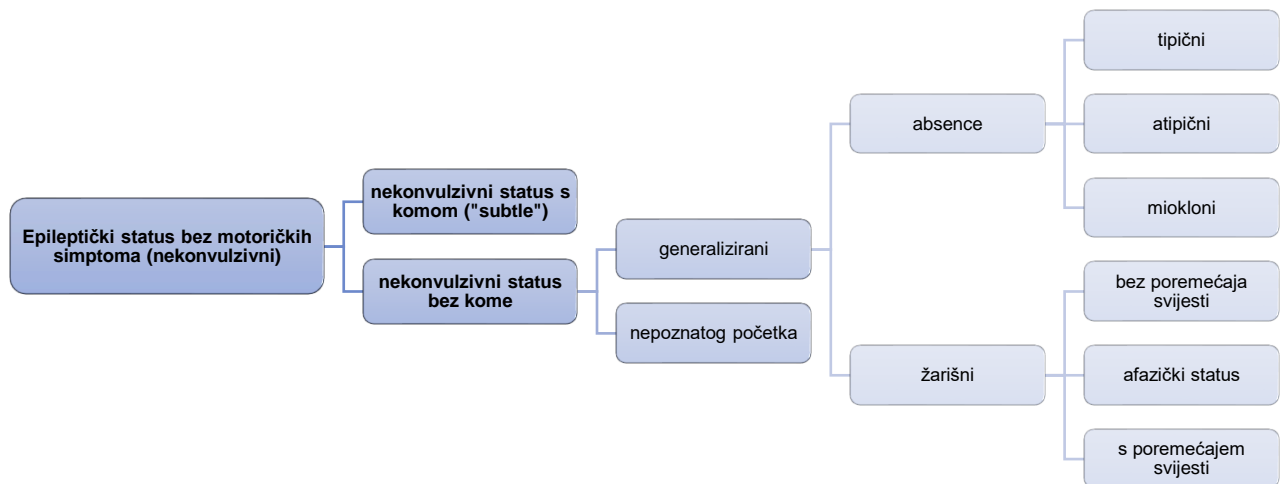 Epileptički status bez motoričkih
simptoma (nekonvulzivni)
nekonvulzivni status s
komom ("subtle")
nekonvulzivni status
bez kome
generalizirani
absence
tipični
atipični
miokloni
žarišni
bez poremećaja
svijesti
afazički status
s poremećajem
svijesti
nepoznatog početka